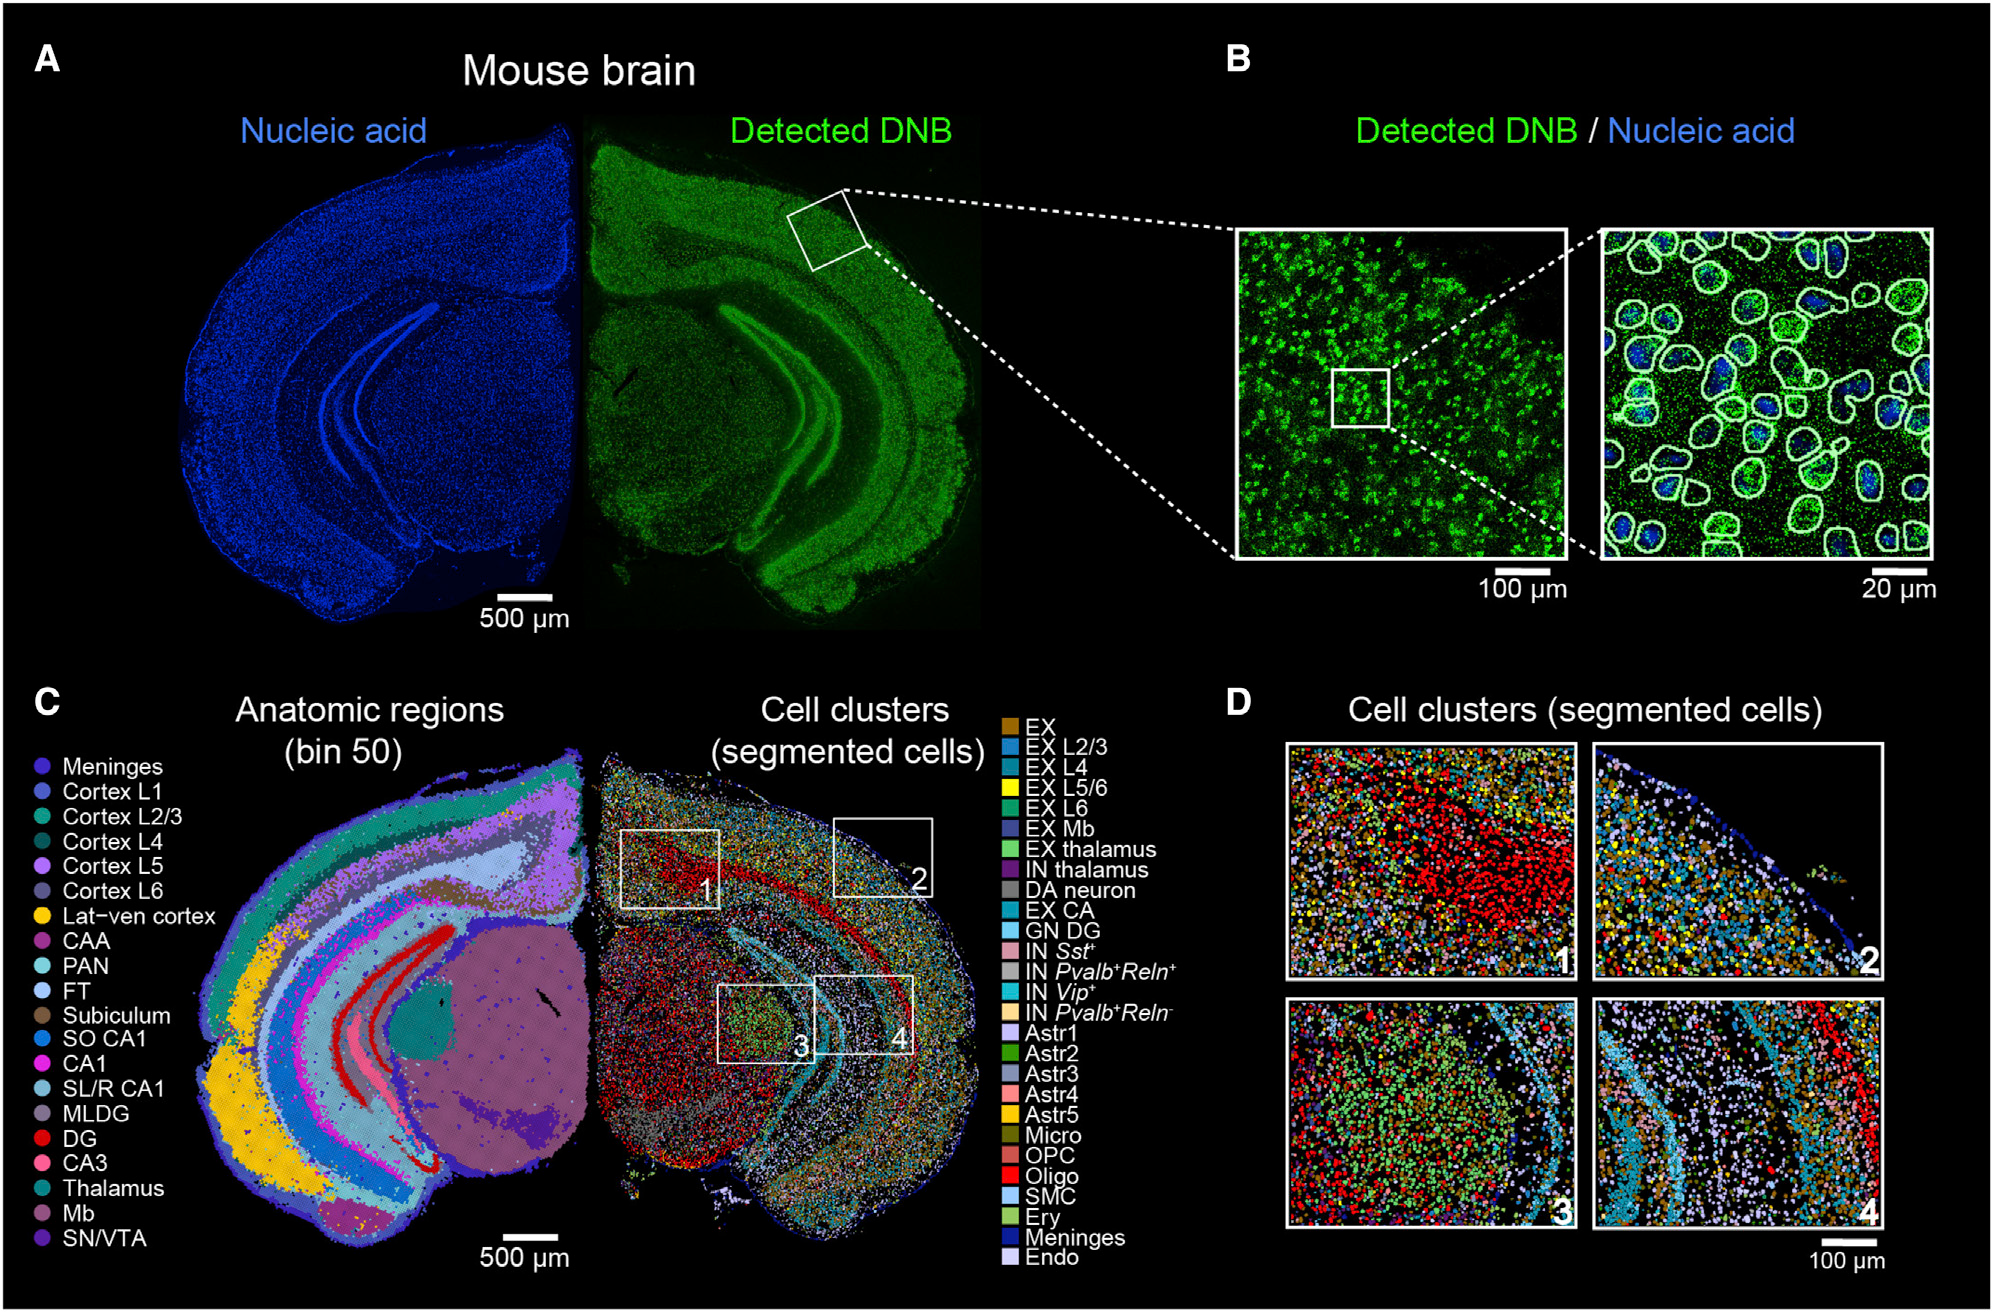 A
Mouse brain
Nucleic acid
Detected DNB
500 µm
B
Detected DNB / Nucleic acid
100 µm
20 µm
C
Anatomic regions
(bin 50)
Meninges
Cortex L1
Cortex L2/3
Cortex L4
Cortex L5
Cortex L6
Lat−ven cortex
CAA
PAN
FT
Subiculum
SO CA1
CA1
SL/R CA1
MLDG
DG
CA3
Thalamus
Mb
SN/VTA
500 µm
Cell clusters
(segmented cells)
1
2
3
4
EX
EX L2/3
EX L4
EX L5/6
EX L6
EX Mb
EX thalamus
IN thalamus
DA neuron
EX CA
GN DG
IN Sst⁺
IN Pvalb⁺Reln⁺
IN Vip⁺
IN Pvalb⁺Reln⁻
Astr1
Astr2
Astr3
Astr4
Astr5
Micro
OPC
Oligo
SMC
Ery
Meninges
Endo
D
Cell clusters (segmented cells)
1
2
3
4
100 µm